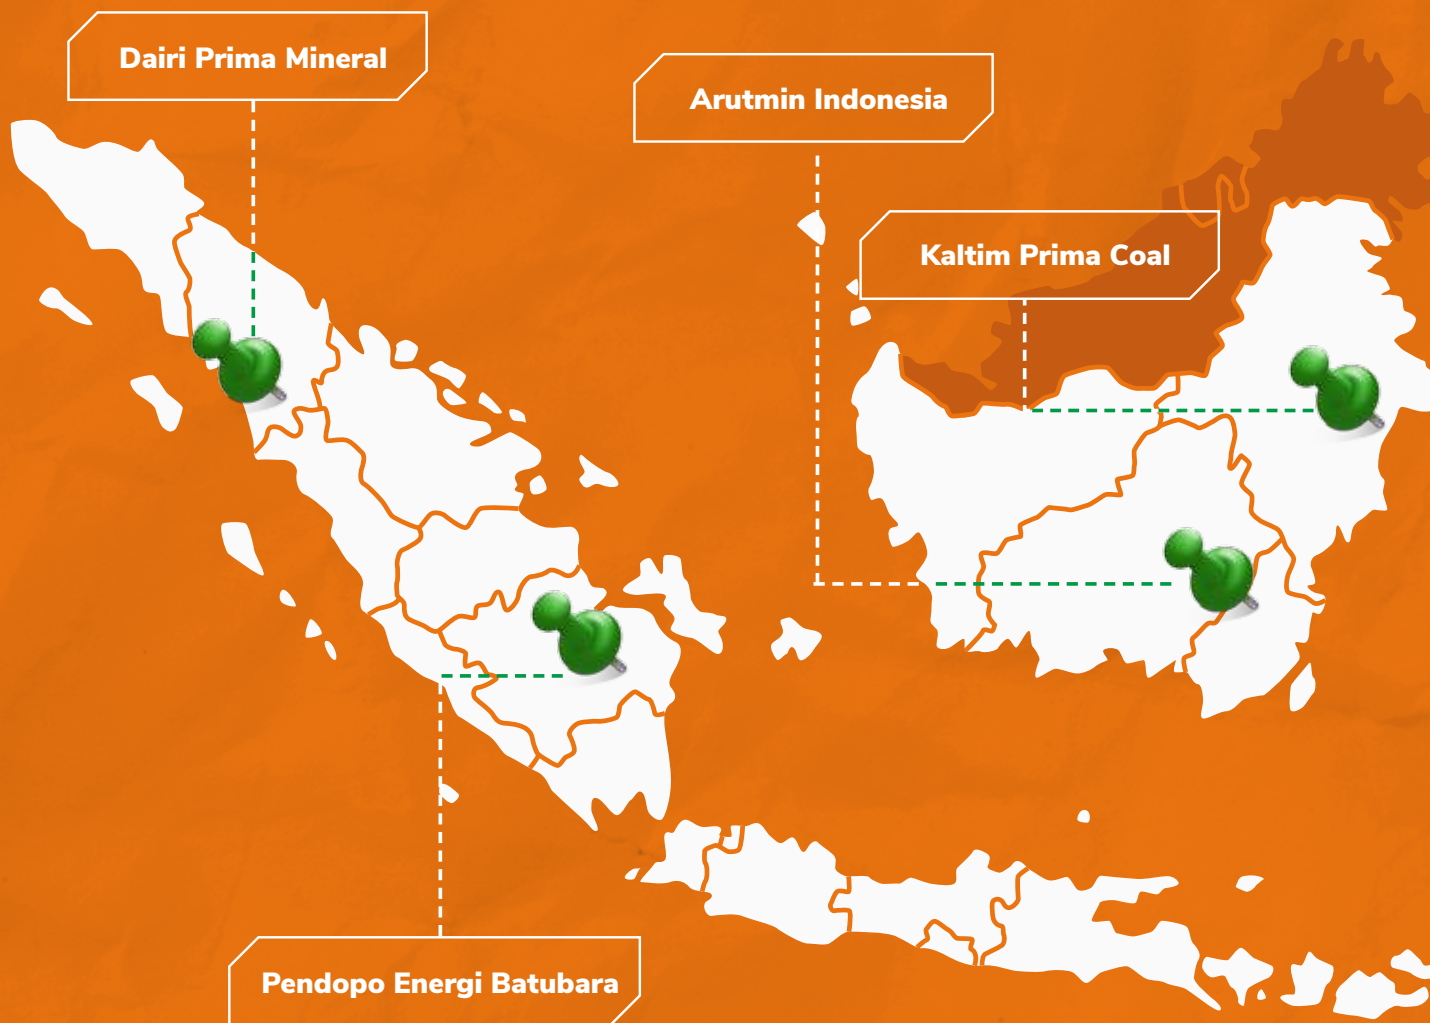 Dairi Prima Mineral
Arutmin Indonesia
Kaltim Prima Coal
Pendopo Energi Batubara